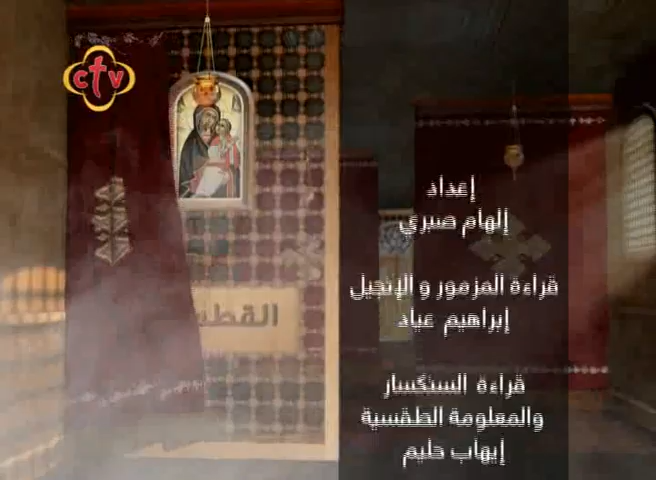 ctv
إعداد
إلهام صبري
قراءة المزمور و الإنجيل
إبراهيم عياد
قراءة السنكسار
والمعلومة الطقسية
إيهاب حليم